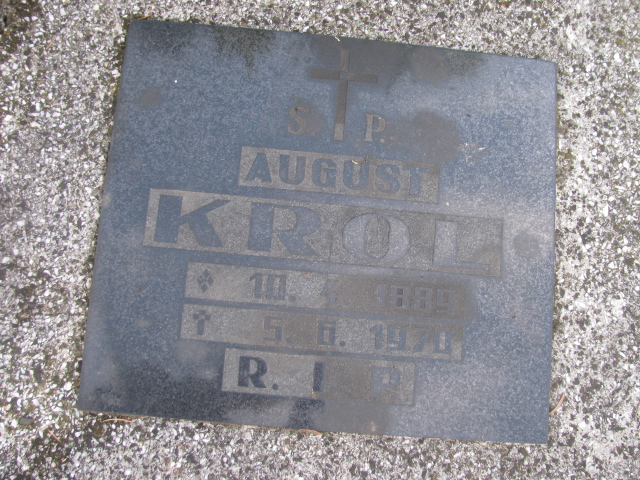 S. P.
AUGUST
KROL
* 10. 1889
✝ 5. 6. 1970
R. I. P.